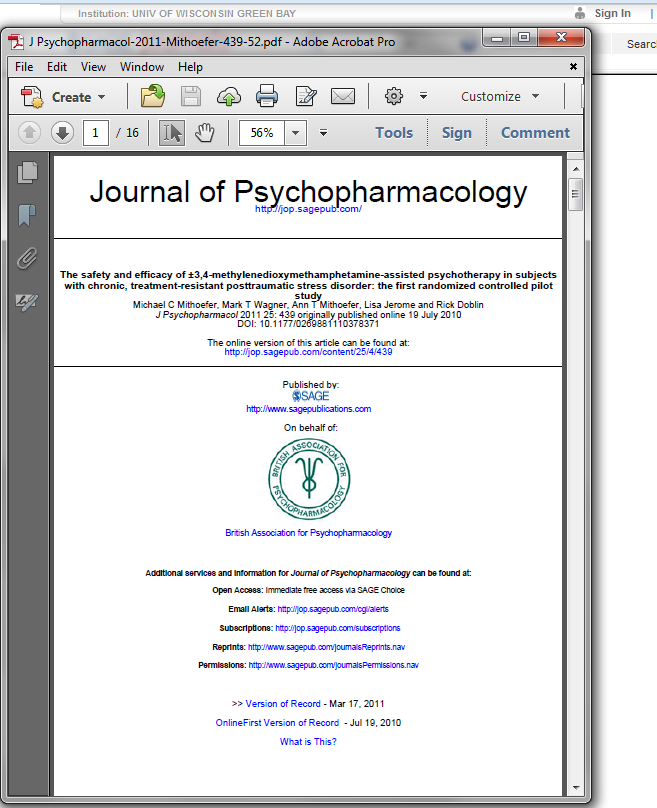 Institution: UNIV OF WISCONSIN GREEN BAY
Sign In |
Searc
J Psychopharmacol-2011-Mithoefer-439-52.pdf - Adobe Acrobat Pro
File Edit View Window Help
Create
Customize
1 / 16
56%
Tools Sign Comment
Journal of Psychopharmacology
http://jop.sagepub.com/
The safety and efficacy of ±3,4-methylenedioxymethamphetamine-assisted psychotherapy in subjects
with chronic, treatment-resistant posttraumatic stress disorder: the first randomized controlled pilot
study
Michael C Mithoefer, Mark T Wagner, Ann T Mithoefer, Lisa Jerome and Rick Doblin
J Psychopharmacol 2011 25: 439 originally published online 19 July 2010
DOI: 10.1177/0269881110378371
The online version of this article can be found at:
http://jop.sagepub.com/content/25/4/439
Published by:
SAGE
http://www.sagepublications.com
On behalf of:
BRITISH ASSOCIATION FOR PSYCHOPHARMACOLOGY
British Association for Psychopharmacology
Additional services and information for Journal of Psychopharmacology can be found at:
Open Access: Immediate free access via SAGE Choice
Email Alerts: http://jop.sagepub.com/cgi/alerts
Subscriptions: http://jop.sagepub.com/subscriptions
Reprints: http://www.sagepub.com/journalsReprints.nav
Permissions: http://www.sagepub.com/journalsPermissions.nav
>> Version of Record - Mar 17, 2011
OnlineFirst Version of Record - Jul 19, 2010
What is This?